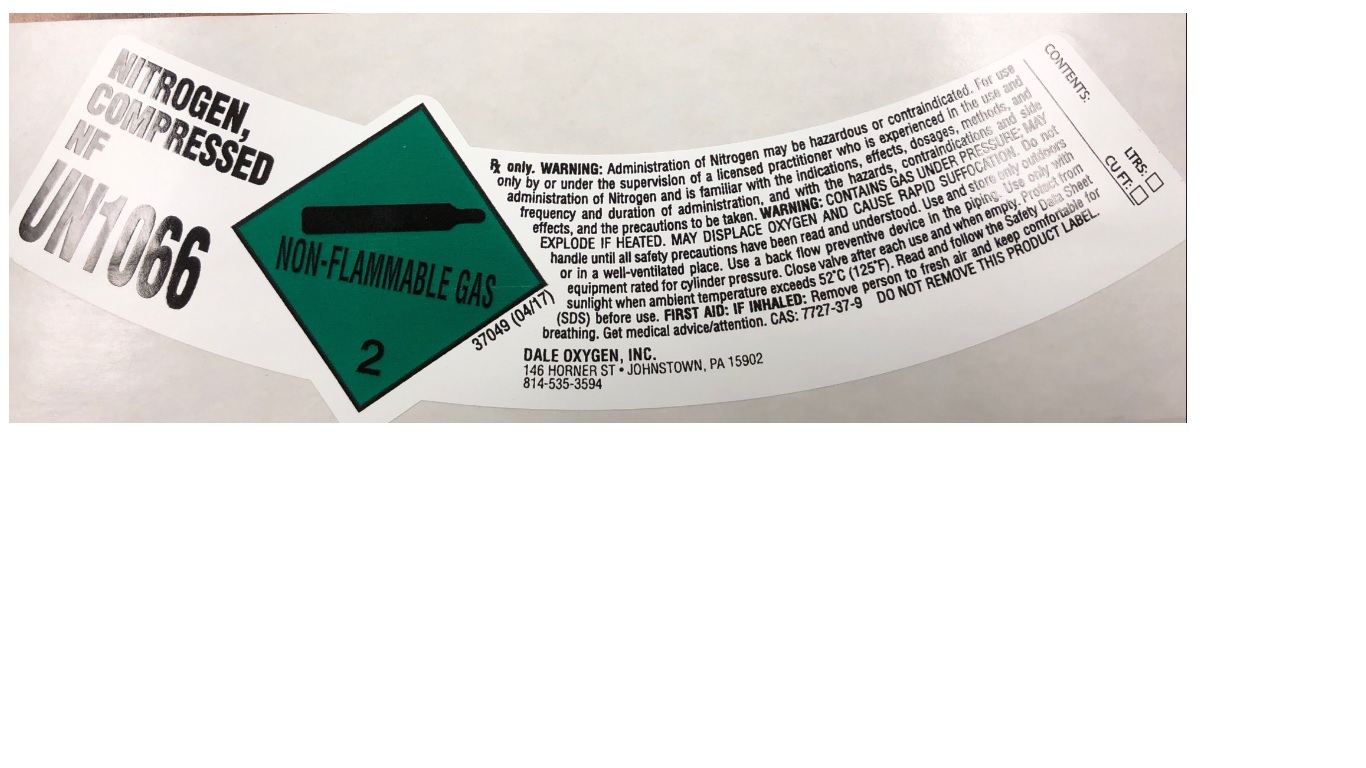 NITROGEN,
COMPRESSED
NF
UN1066
NON-FLAMMABLE GAS
2
37049 (04/17)
℞ only. WARNING: Administration of Nitrogen may be hazardous or contraindicated. For use
only by or under the supervision of a licensed practitioner who is experienced in the use and
administration of Nitrogen and is familiar with the indications, effects, dosages, methods, and
frequency and duration of administration, and with the hazards, contraindications and side
effects, and the precautions to be taken. WARNING: CONTAINS GAS UNDER PRESSURE; MAY
EXPLODE IF HEATED. MAY DISPLACE OXYGEN AND CAUSE RAPID SUFFOCATION. Do not
handle until all safety precautions have been read and understood. Use and store only outdoors
or in a well-ventilated place. Use a back flow preventive device in the piping. Use only with
equipment rated for cylinder pressure. Close valve after each use and when empty. Protect from
sunlight when ambient temperature exceeds 52°C (125°F). Read and follow the Safety Data Sheet
(SDS) before use. FIRST AID: IF INHALED: Remove person to fresh air and keep comfortable for
breathing. Get medical advice/attention. CAS: 7727-37-9 DO NOT REMOVE THIS PRODUCT LABEL.
DALE OXYGEN, INC.
146 HORNER ST • JOHNSTOWN, PA 15902
814-535-3594
CONTENTS:
LTRS:
CU FT: